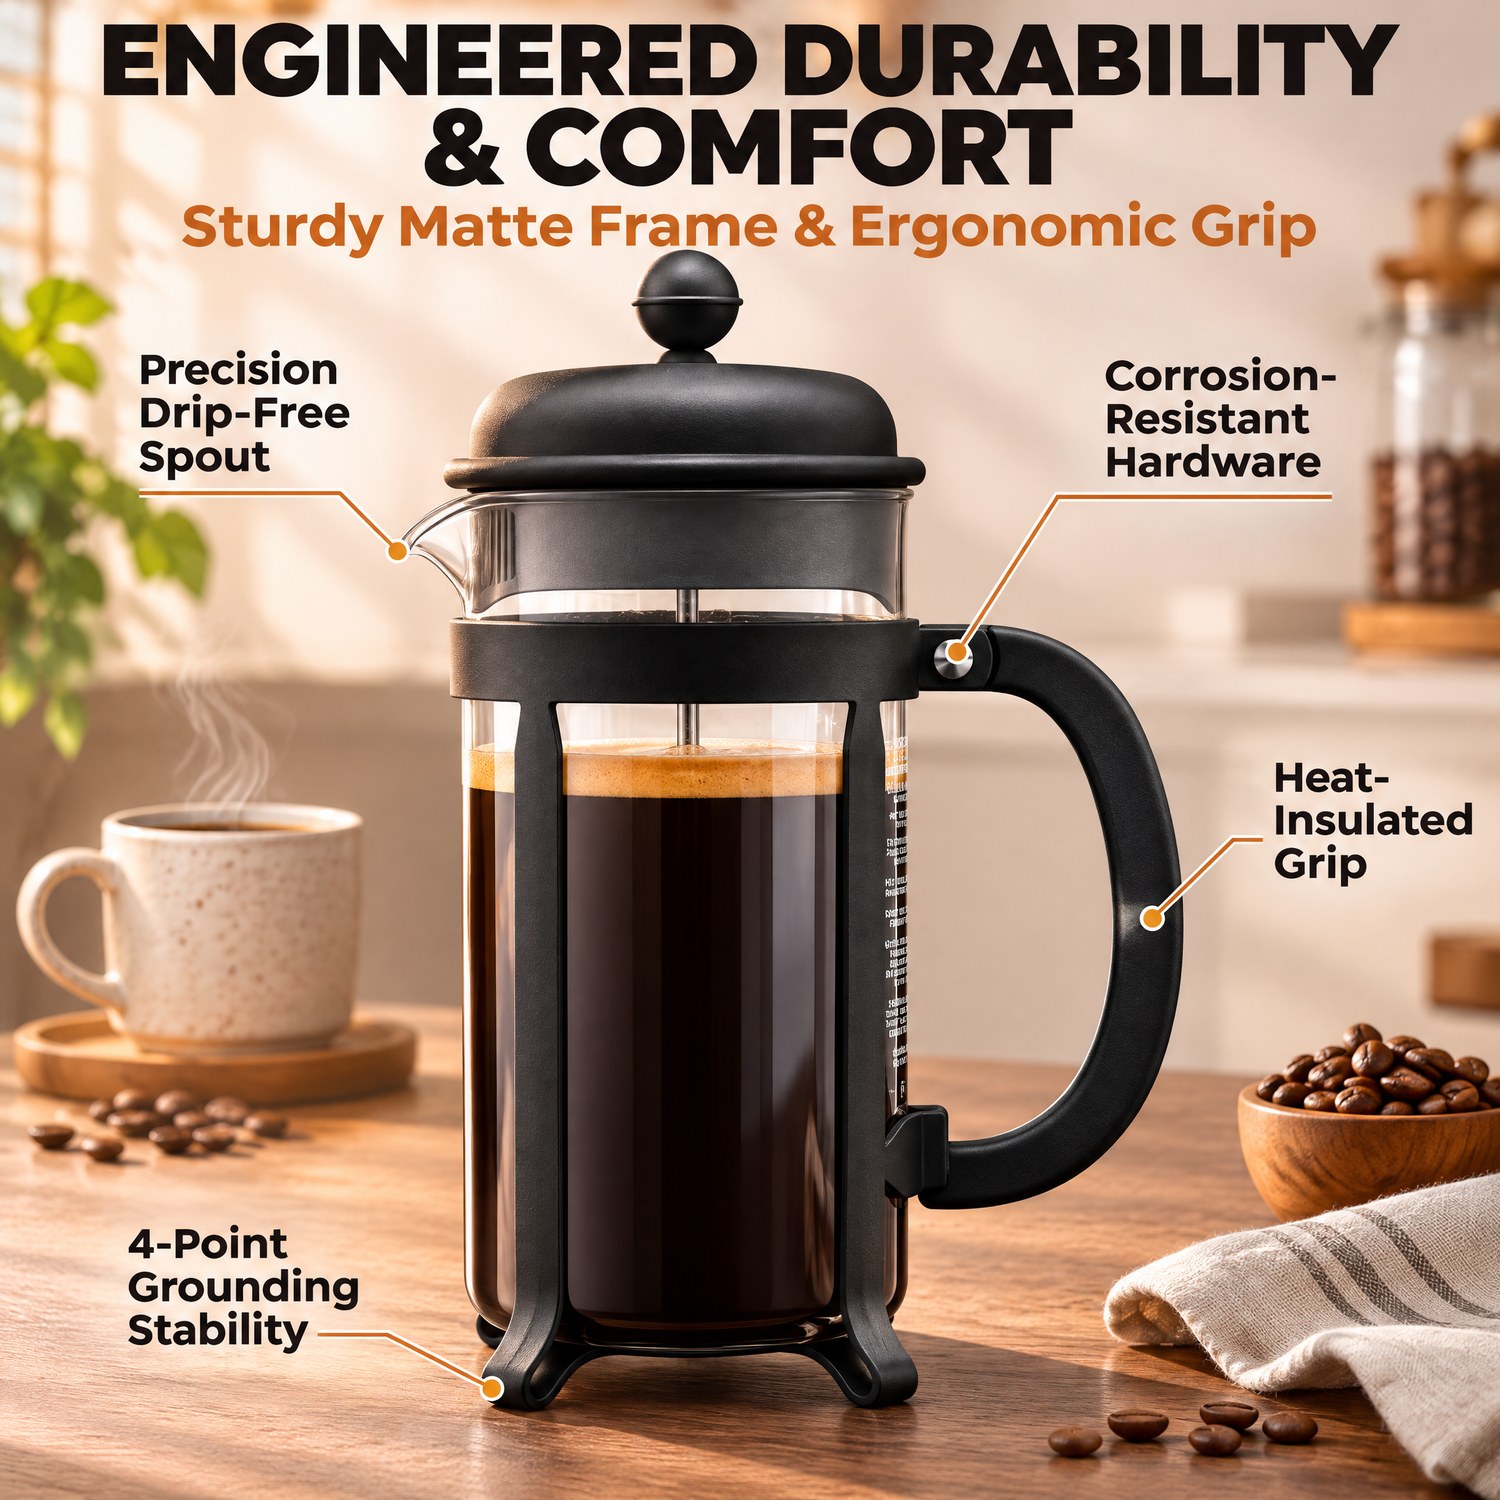 ENGINEERED DURABILITY
& COMFORT
Sturdy Matte Frame & Ergonomic Grip
Precision
Drip-Free
Spout
Corrosion-
Resistant
Hardware
Heat-
Insulated
Grip
4-Point
Grounding
Stability